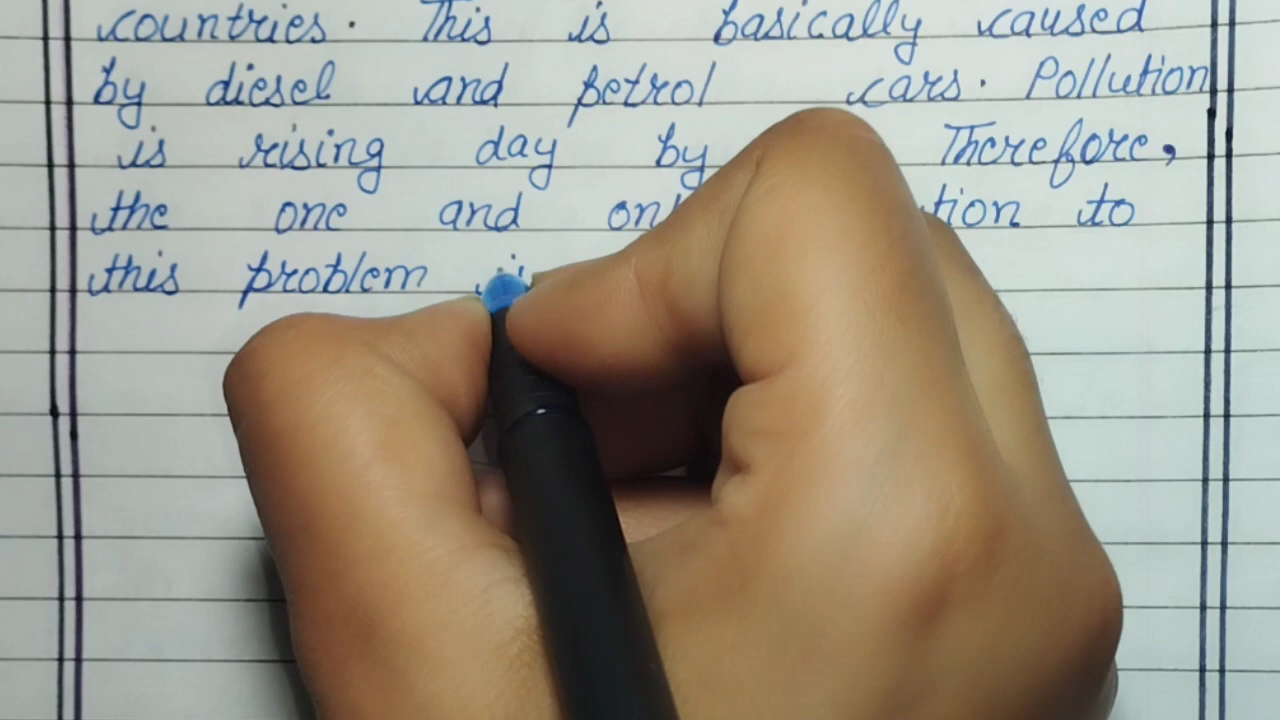 countries. This is basically caused
by diesel and petrol cars. Pollution
is rising day by Therefore,
the one and to
this problem